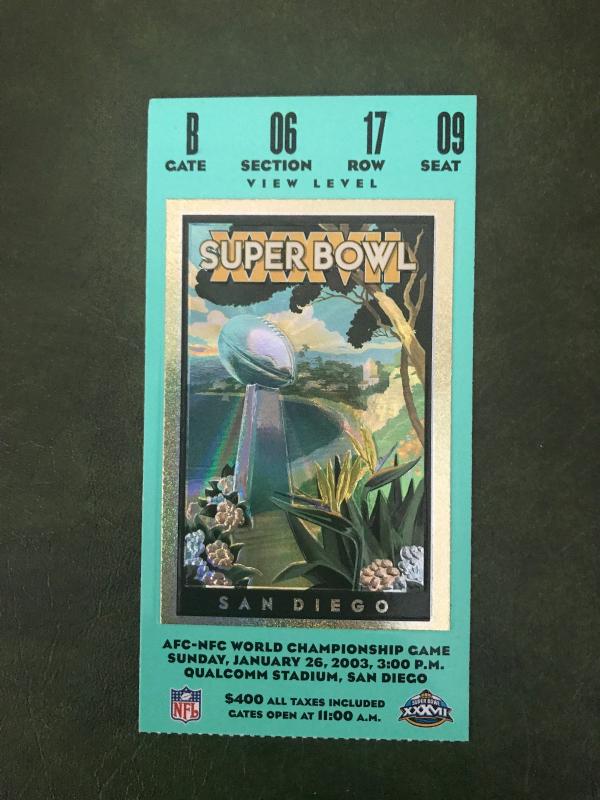 B 06 17 09
GATE SECTION ROW SEAT
VIEW LEVEL
XXXVII
SUPER BOWL
SAN DIEGO
AFC-NFC WORLD CHAMPIONSHIP GAME
SUNDAY, JANUARY 26, 2003, 3:00 P.M.
QUALCOMM STADIUM, SAN DIEGO
$400 ALL TAXES INCLUDED
GATES OPEN AT 11:00 A.M.
NFL
SUPER BOWL
XXXVII